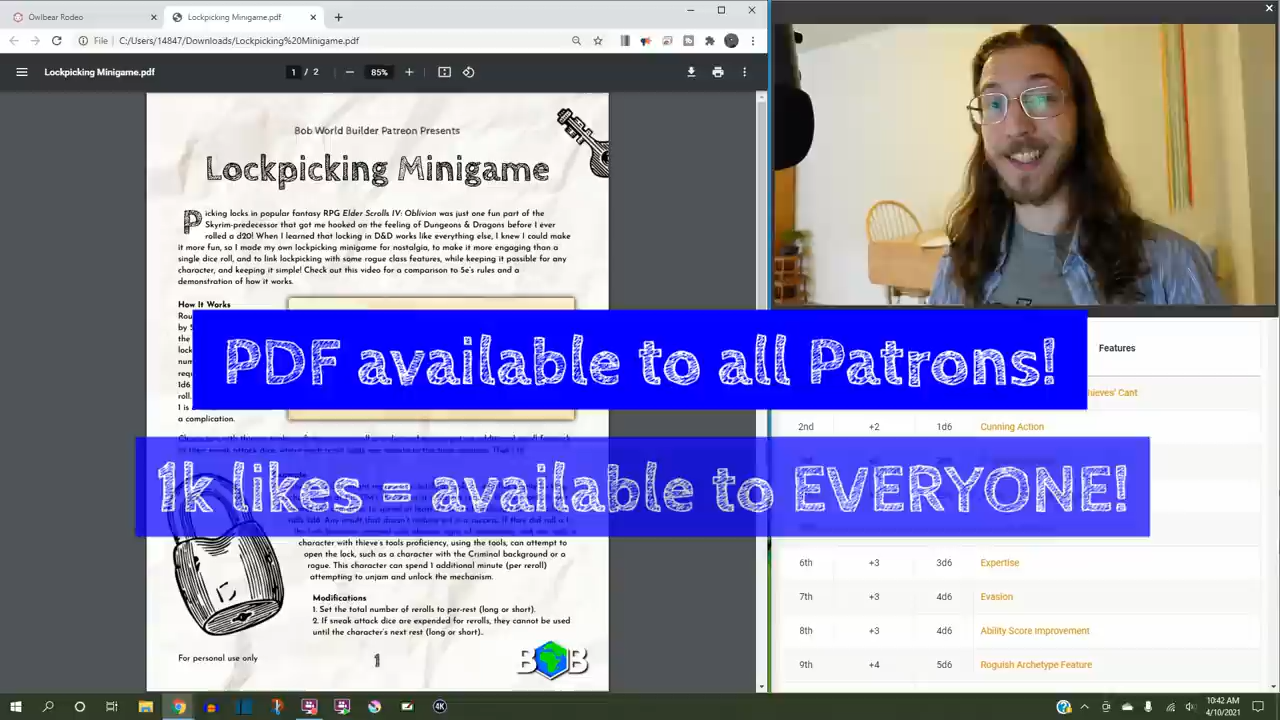 Owlbear Rodeo
Lockpicking Minigame.pdf
File
C:/Users/14847/Downloads/Lockpicking%20Minigame.pdf
Lockpicking Minigame.pdf
1 / 2
85%
Bob World Builder Patreon Presents
Lockpicking Minigame
Picking locks in popular fantasy RPG Elder Scrolls IV: Oblivion was just one fun part of the
Skyrim-predecessor that got me hooked on the feeling of Dungeons & Dragons before I ever
rolled a d20! When I learned that locking in D&D works like everything else, I knew I could make
it more fun, so I made my own lockpicking minigame for nostalgia, to make it more engaging than a
single dice roll, and to link lockpicking with some rogue class features, while keeping it possible for any
character, and keeping it simple! Check out this video for a comparison to 5e's rules and a
demonstration of how it works.
How It Works
PDF available to all Patrons!
1 is
a complication.
1k likes = available to EVERYONE!
character with thieve's tools proficiency, using the tools, can attempt to
open the lock, such as a character with the Criminal background or a
rogue. This character can spend 1 additional minute (per reroll)
attempting to unjam and unlock the mechanism.
Modifications
1. Set the total number of rerolls to per-rest (long or short).
2. If sneak attack dice are expended for rerolls, they cannot be used
until the character's next rest (long or short)..
For personal use only
1
B B
Features
ieves' Cant
2nd +2 1d6 Cunning Action
6th +3 3d6 Expertise
7th +3 4d6 Evasion
8th +3 4d6 Ability Score Improvement
9th +4 5d6 Roguish Archetype Feature
4K
10:42 AM
4/10/2021